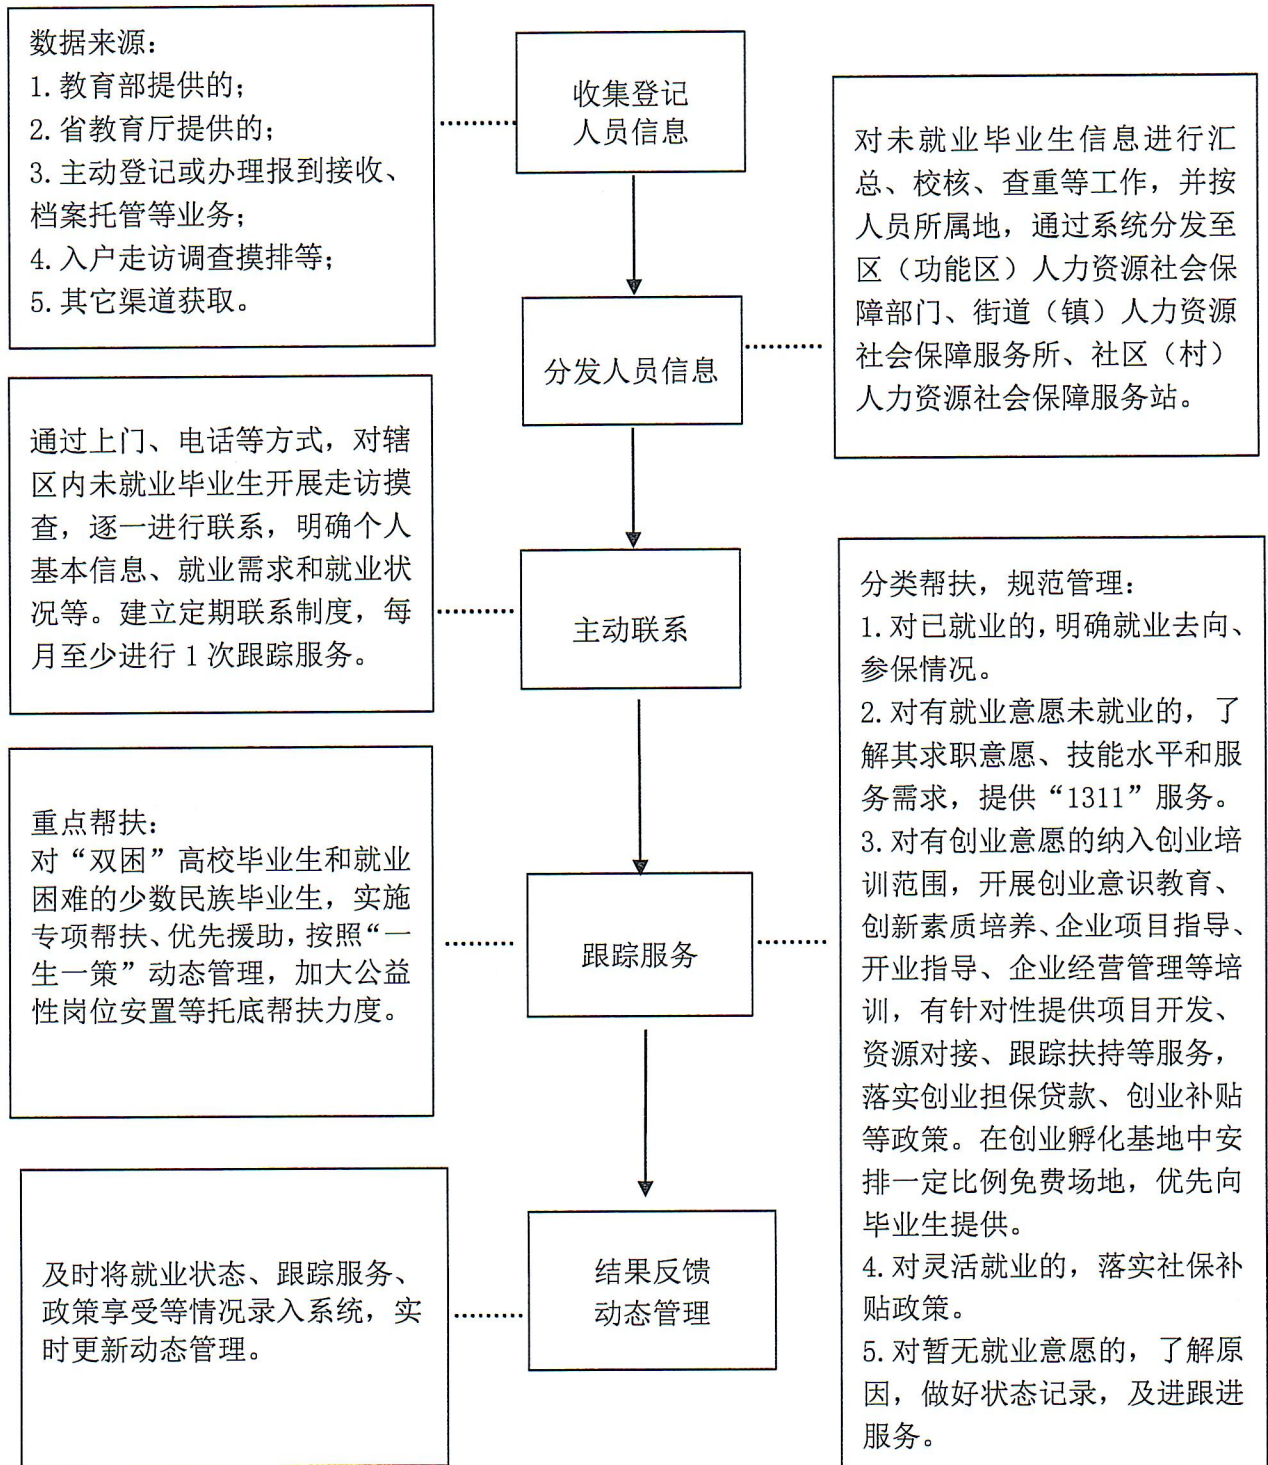 数据来源：
1.教育部提供的；
2.省教育厅提供的；
3.主动登记或办理报到接收、
档案托管等业务；
4.入户走访调查摸排等；
5.其它渠道获取。
收集登记
人员信息
对未就业毕业生信息进行汇
总、校核、查重等工作，并按
人员所属地，通过系统分发至
区（功能区）人力资源社会保
障部门、街道（镇）人力资源
社会保障服务所、社区（村）
人力资源社会保障服务站。
分发人员信息
通过上门、电话等方式，对辖
区内未就业毕业生开展走访摸
查，逐一进行联系，明确个人
基本信息、就业需求和就业状
况等。建立定期联系制度，每
月至少进行1次跟踪服务。
主动联系
分类帮扶，规范管理：
1.对已就业的，明确就业去向、
参保情况。
2.对有就业意愿未就业的，了
解其求职意愿、技能水平和服
务需求，提供“1311”服务。
3.对有创业意愿的纳入创业培
训范围，开展创业意识教育、
创新素质培养、企业项目指导、
开业指导、企业经营管理等培
训，有针对性提供项目开发、
资源对接、跟踪扶持等服务，
落实创业担保贷款、创业补贴
等政策。在创业孵化基地中安
排一定比例免费场地，优先向
毕业生提供。
4.对灵活就业的，落实社保补
贴政策。
5.对暂无就业意愿的，了解原
因，做好状态记录，及进跟进
服务。
重点帮扶：
对“双困”高校毕业生和就业
困难的少数民族毕业生，实施
专项帮扶、优先援助，按照“一
生一策”动态管理，加大公益
性岗位安置等托底帮扶力度。
跟踪服务
及时将就业状态、跟踪服务、
政策享受等情况录入系统，实
时更新动态管理。
结果反馈
动态管理